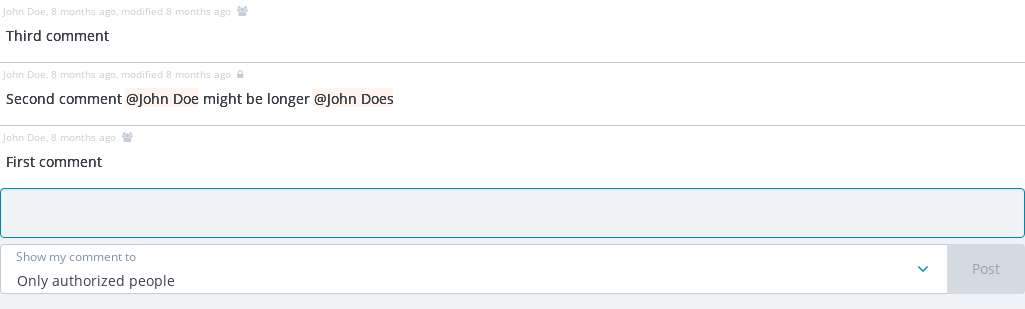 John Doe, 8 months ago, modified 8 months ago
Third comment
John Doe, 8 months ago, modified 8 months ago
Second comment @John Doe might be longer @John Does
John Doe, 8 months ago
First comment
Show my comment to
Only authorized people
Post